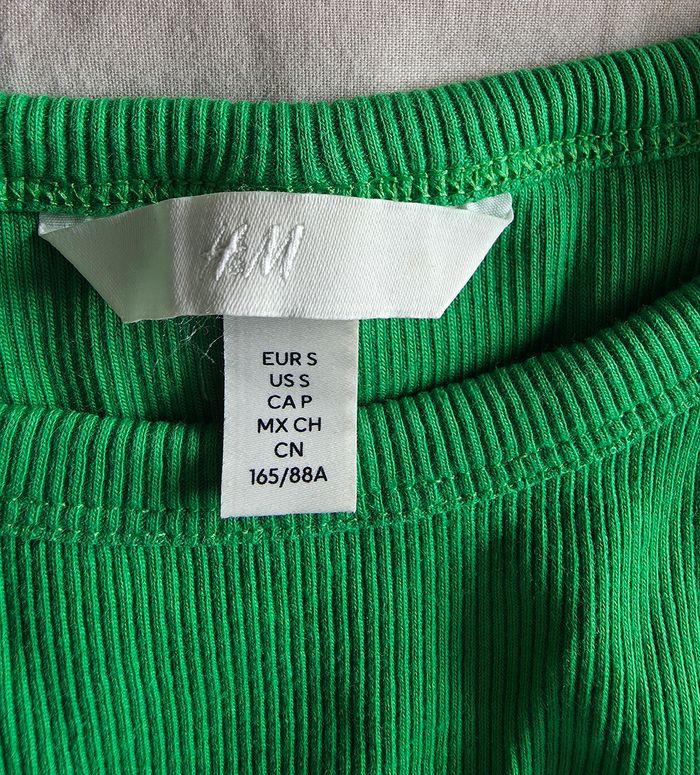 H&M
EUR S
US S
CA P
MX CH
CN
165/88A